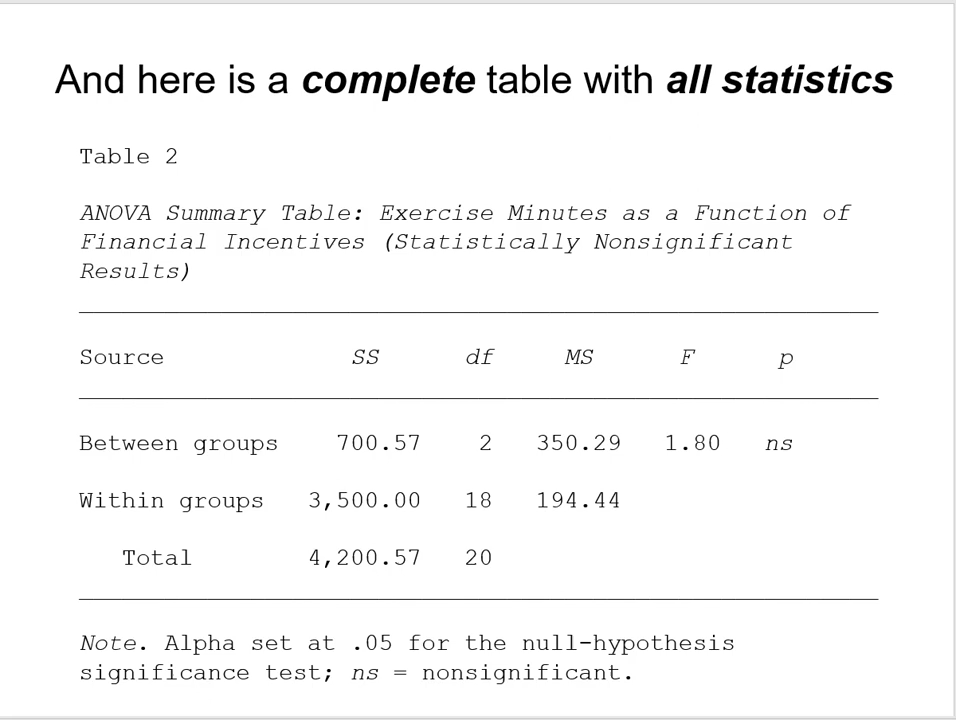 And here is a complete table with all statistics
Table 2
ANOVA Summary Table: Exercise Minutes as a Function of
Financial Incentives (Statistically Nonsignificant
Results)
Source SS df MS F p
Between groups 700.57 2 350.29 1.80 ns
Within groups 3,500.00 18 194.44
Total 4,200.57 20
Note. Alpha set at .05 for the null-hypothesis
significance test; ns = nonsignificant.